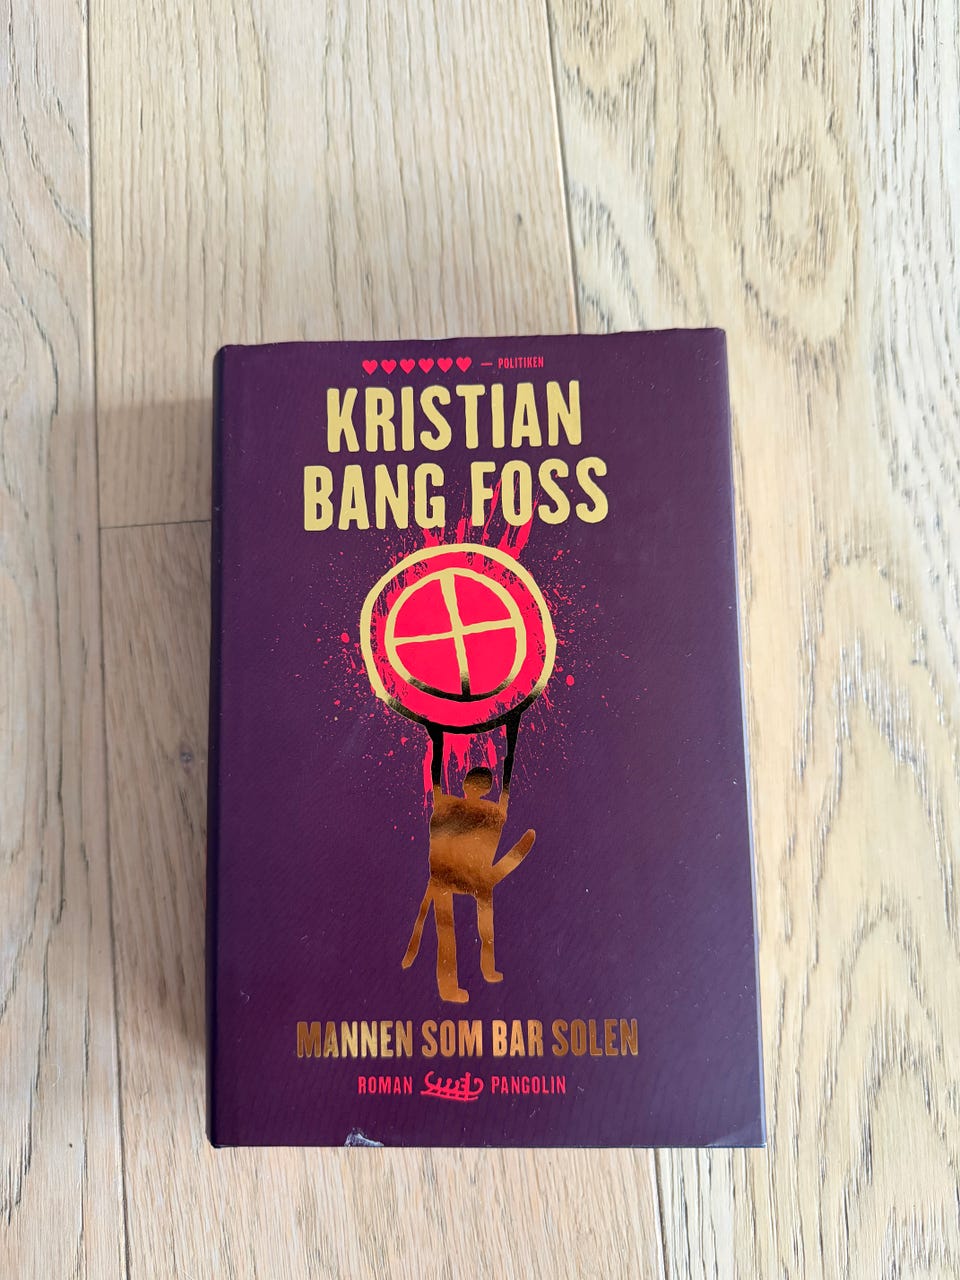 ♥♥♥♥♥♥ — POLITIKEN
KRISTIAN
BANG FOSS
MANNEN SOM BAR SOLEN
ROMAN PANGOLIN